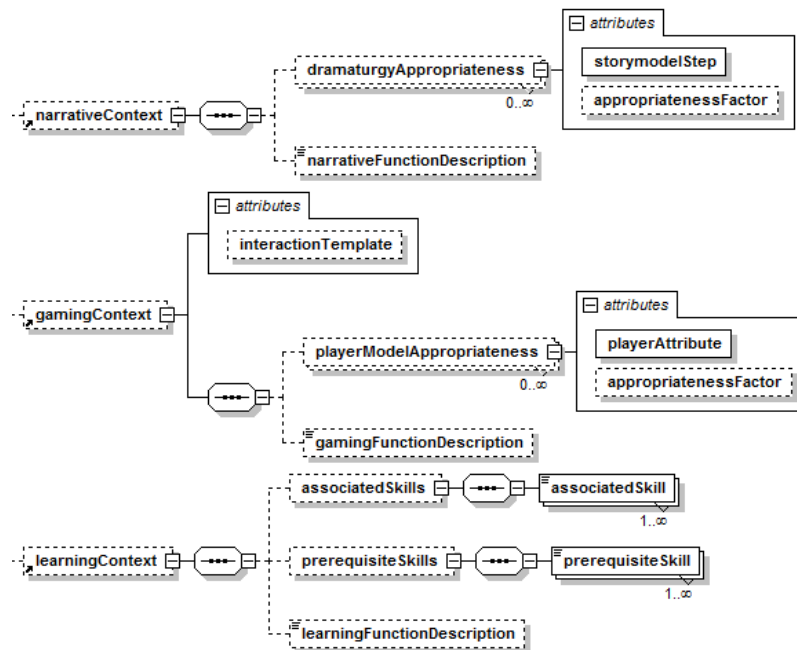 attributes
dramaturgyAppropriateness
storymodelStep
0..∞
appropriatenessFactor
narrativeContext
narrativeFunctionDescription
attributes
interactionTemplate
gamingContext
attributes
playerModelAppropriateness
playerAttribute
0..∞
appropriatenessFactor
gamingFunctionDescription
associatedSkills
associatedSkill
1..∞
learningContext
prerequisiteSkills
prerequisiteSkill
1..∞
learningFunctionDescription